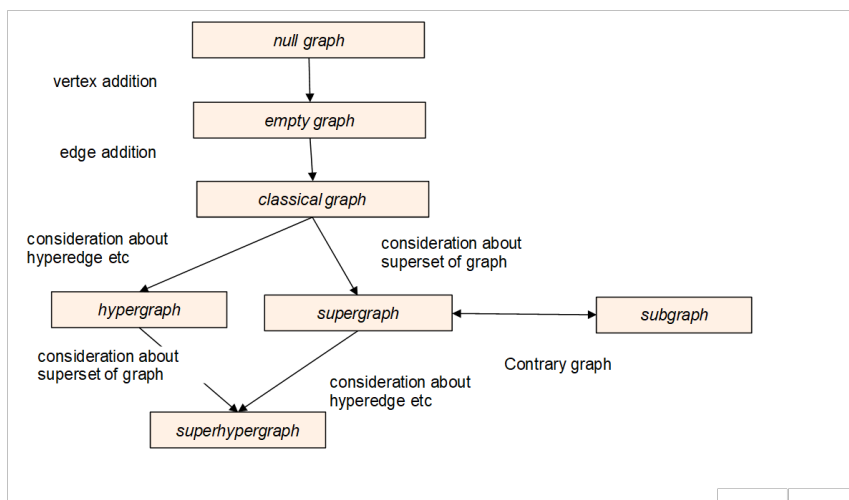 null graph
vertex addition
empty graph
edge addition
classical graph
consideration about
hyperedge etc
consideration about
superset of graph
hypergraph
supergraph
subgraph
consideration about
superset of graph
Contrary graph
consideration about
hyperedge etc
superhypergraph